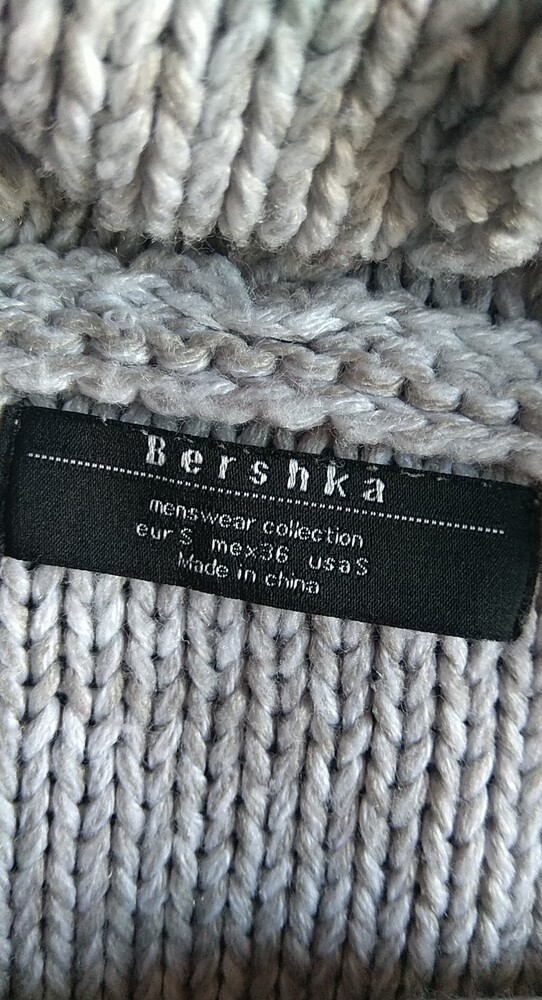 Bershka
menswear collection
eur S mex36 usa S
Made in china